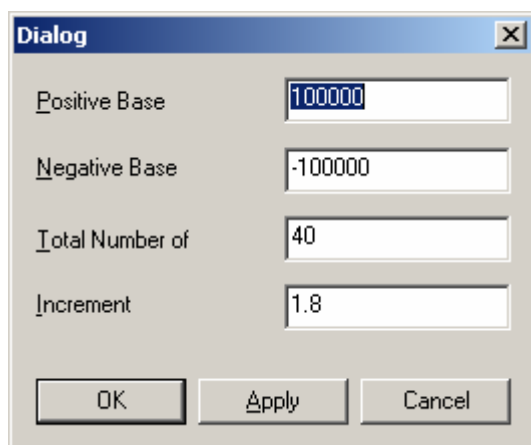 Dialog
Positive Base 100000
Negative Base -100000
Total Number of 40
Increment 1.8
OK Apply Cancel